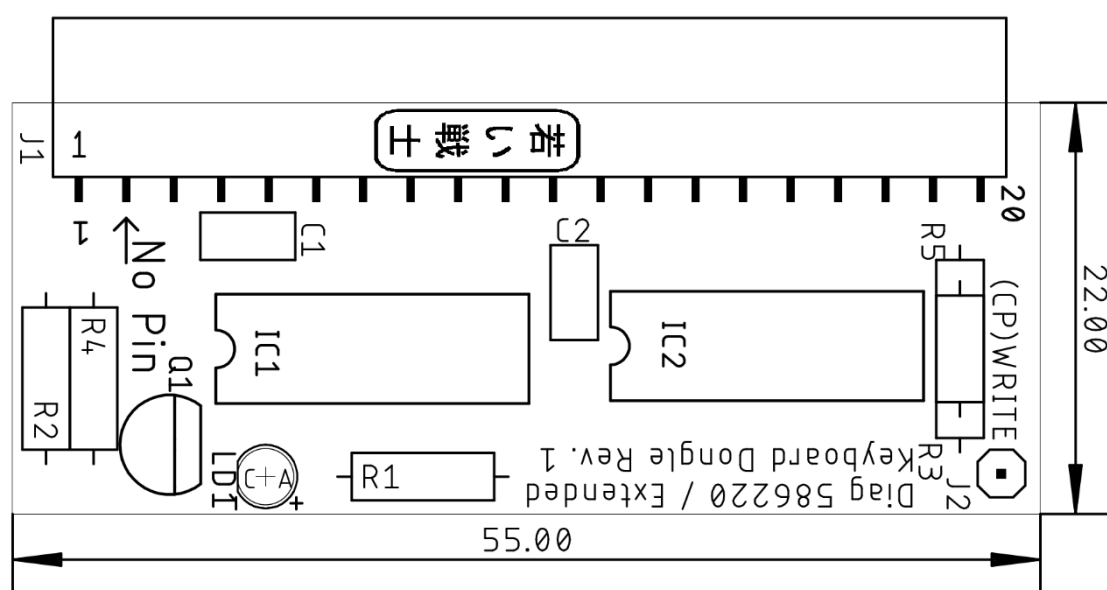 若い戦士
J1
1
20
1
No Pin
C1
C2
R5
(CP)WRITE
22.00
R4
R2
Q1
IC1
IC2
LD1
C+A
+
R1
R3
J2
Diag 586220 / Extended
Keyboard Dongle Rev. 1
55.00